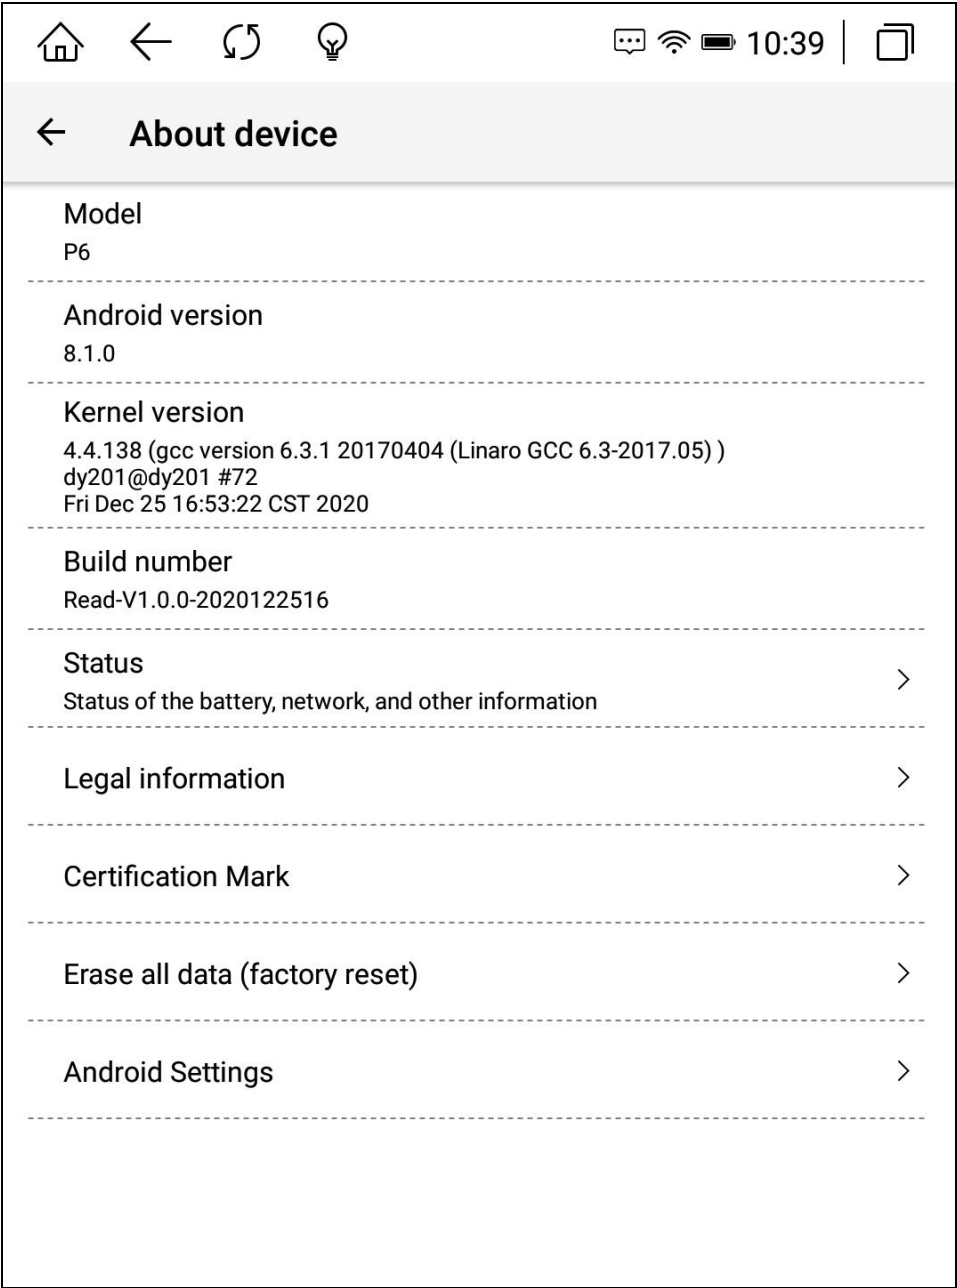 10:39
About device
Model
P6
Android version
8.1.0
Kernel version
4.4.138 (gcc version 6.3.1 20170404 (Linaro GCC 6.3-2017.05) )
dy201@dy201 #72
Fri Dec 25 16:53:22 CST 2020
Build number
Read-V1.0.0-2020122516
Status
Status of the battery, network, and other information
Legal information
Certification Mark
Erase all data (factory reset)
Android Settings